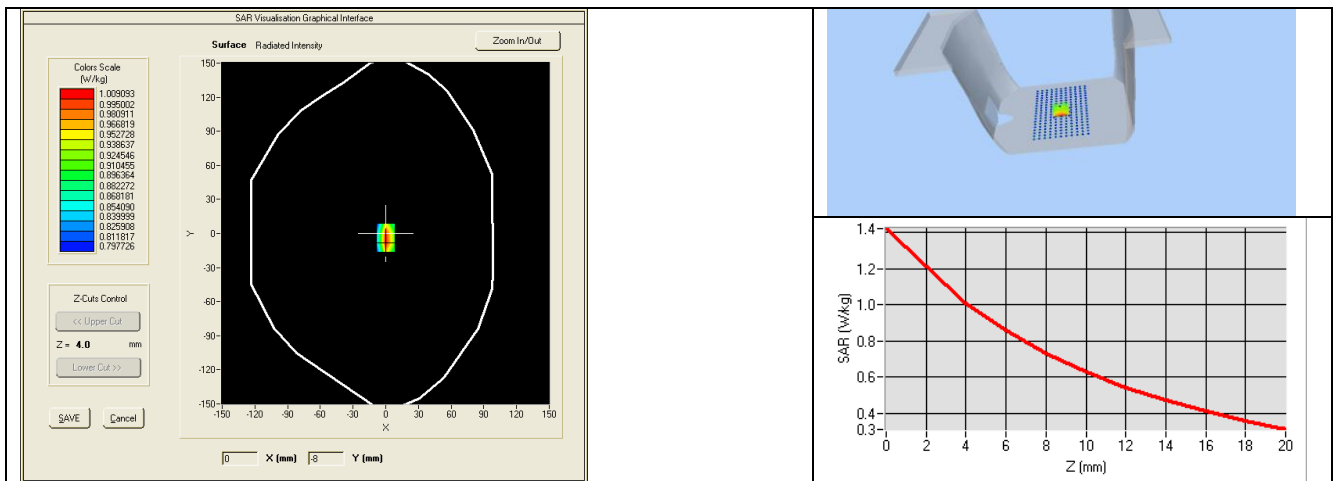 SAR Visualisation Graphical Interface
Surface Radiated Intensity
Zoom In/Out
Colors Scale
(W/kg)
1.009093
0.995002
0.980911
0.966819
0.952728
0.938637
0.924546
0.910455
0.896364
0.882272
0.868181
0.854090
0.839999
0.825908
0.811817
0.797726
Z-Cuts Control
<< Upper Cut
Z = 4.0 mm
Lower Cut >>
SAVE Cancel
150-
120-
90-
60-
30-
0-
-30-
-60-
-90-
-120-
-150-
Y
-150 -120 -90 -60 -30 0 30 60 90 120 150
X
0 X (mm) -8 Y (mm)
1.4-
1.2-
1.0-
0.8-
0.6-
0.4-
0.3-
SAR (W/kg)
0 2 4 6 8 10 12 14 16 18 20
Z (mm)